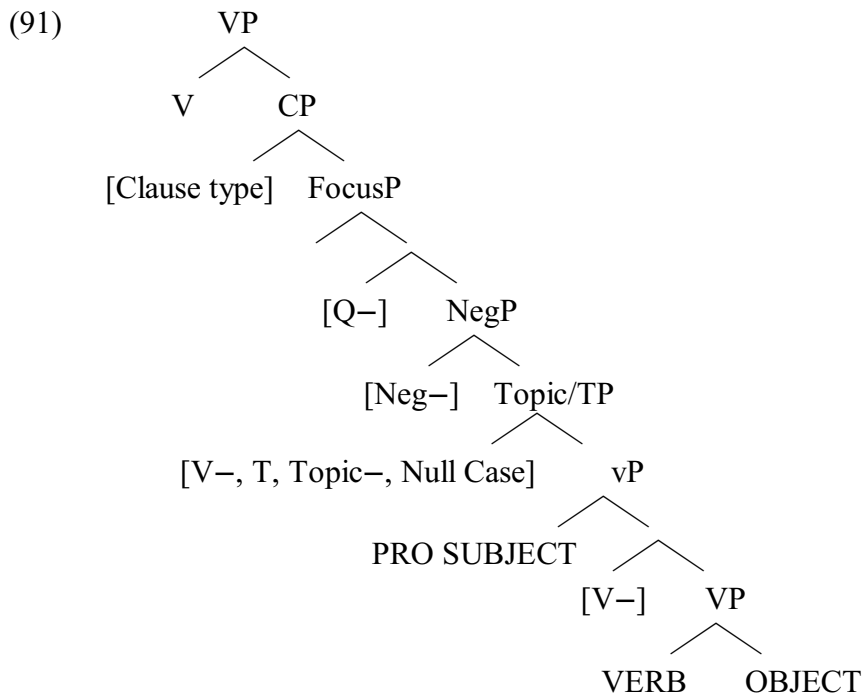 (91) VP
V CP
[Clause type] FocusP
[Q−] NegP
[Neg−] Topic/TP
[V−, T, Topic−, Null Case] vP
PRO SUBJECT
[V−] VP
VERB OBJECT